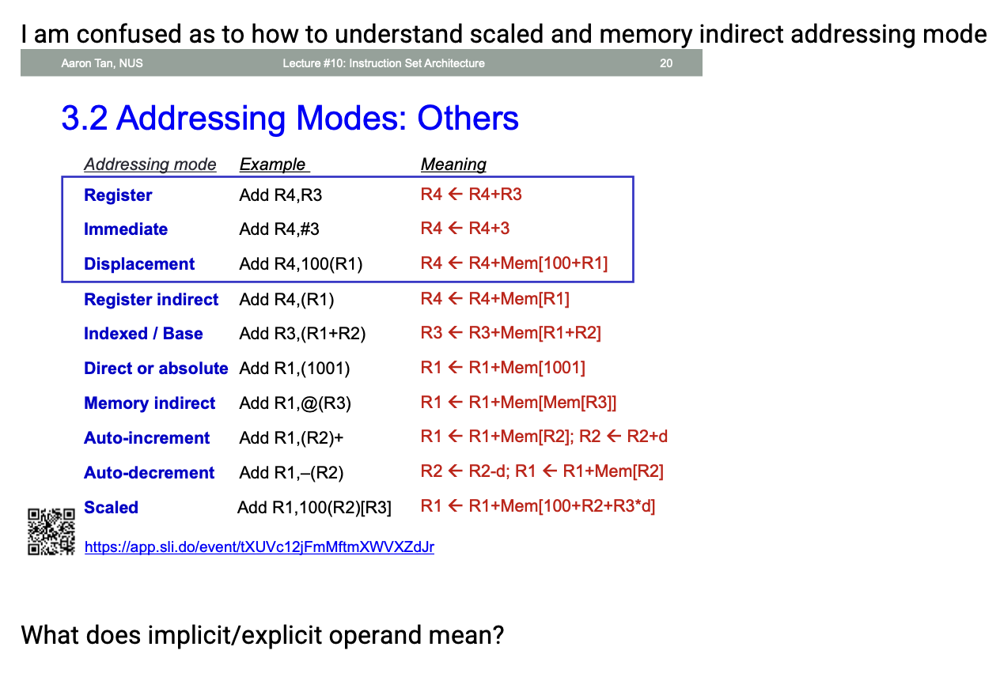 I am confused as to how to understand scaled and memory indirect addressing mode
Aaron Tan, NUS Lecture #10: Instruction Set Architecture 20
3.2 Addressing Modes: Others
Addressing mode Example Meaning
Register Add R4,R3 R4 ← R4+R3
Immediate Add R4,#3 R4 ← R4+3
Displacement Add R4,100(R1) R4 ← R4+Mem[100+R1]
Register indirect Add R4,(R1) R4 ← R4+Mem[R1]
Indexed / Base Add R3,(R1+R2) R3 ← R3+Mem[R1+R2]
Direct or absolute Add R1,(1001) R1 ← R1+Mem[1001]
Memory indirect Add R1,@(R3) R1 ← R1+Mem[Mem[R3]]
Auto-increment Add R1,(R2)+ R1 ← R1+Mem[R2]; R2 ← R2+d
Auto-decrement Add R1,–(R2) R2 ← R2-d; R1 ← R1+Mem[R2]
Scaled Add R1,100(R2)[R3] R1 ← R1+Mem[100+R2+R3*d]
https://app.sli.do/event/tXUVc12jFmMftmXWVXZdJr
What does implicit/explicit operand mean?